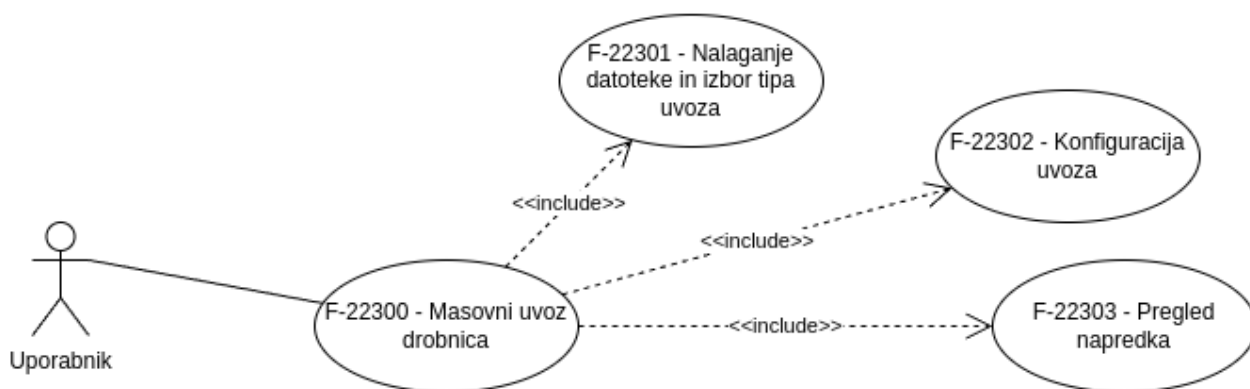 F-22301 - Nalaganje
datoteke in izbor tipa
uvoza
F-22302 - Konfiguracija
uvoza
<<include>>
<<include>>
F-22300 - Masovni uvoz
drobnica
<<include>>
F-22303 - Pregled
napredka
Uporabnik